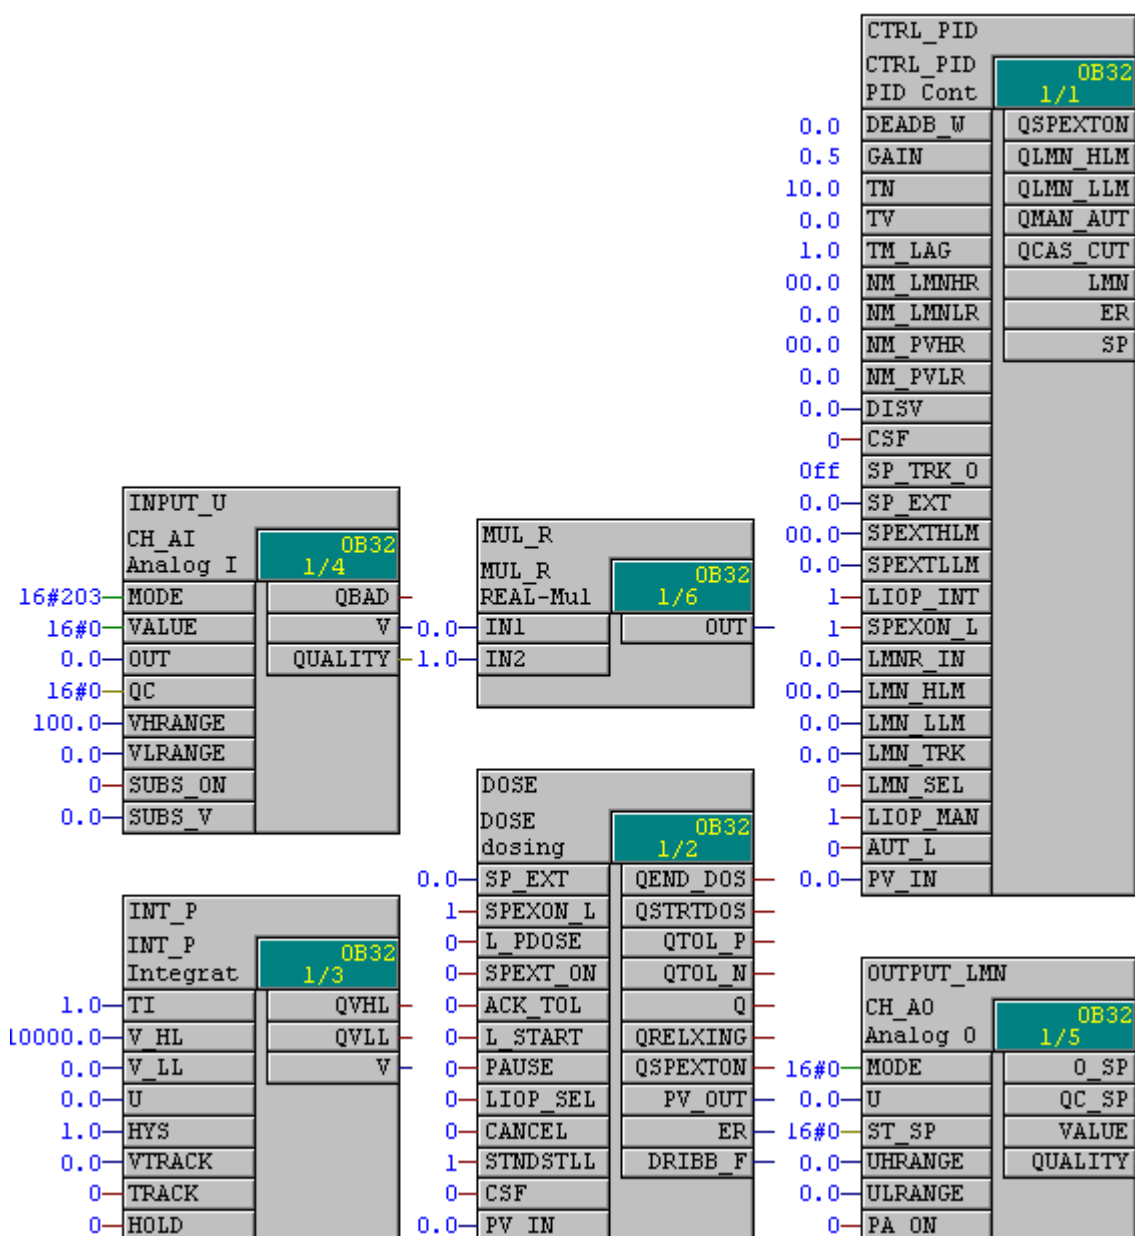 CTRL_PID
CTRL_PID OB32
PID Cont 1/1
0.0 DEADB_W QSPEXTON
0.5 GAIN QLMN_HLM
10.0 TN QLMN_LLM
0.0 TV QMAN_AUT
1.0 TM_LAG QCAS_CUT
00.0 NM_LMNHR LMN
0.0 NM_LMNLR ER
00.0 NM_PVHR SP
0.0 NM_PVLR
0.0 DISV
0 CSF
Off SP_TRK_O
0.0 SP_EXT
00.0 SPEXTHLM
0.0 SPEXTLLM
1 LIOP_INT
1 SPEXON_L
0.0 LMNR_IN
00.0 LMN_HLM
0.0 LMN_LLM
0.0 LMN_TRK
0 LMN_SEL
1 LIOP_MAN
0 AUT_L
0.0 PV_IN
INPUT_U
CH_AI OB32
Analog I 1/4
16#203 MODE QBAD
16#0 VALUE V
0.0 OUT QUALITY
16#0 QC
100.0 VHRANGE
0.0 VLRANGE
0 SUBS_ON
0.0 SUBS_V
MUL_R
MUL_R OB32
REAL-Mul 1/6
0.0 IN1 OUT
1.0 IN2
DOSE
DOSE OB32
dosing 1/2
0.0 SP_EXT QEND_DOS
1 SPEXON_L QSTRTDOS
0 L_PDOSE QTOL_P
0 SPEXT_ON QTOL_N
0 ACK_TOL Q
0 L_START QRELXING
0 PAUSE QSPEXTON
0 LIOP_SEL PV_OUT
0 CANCEL ER
1 STNDSTLL DRIBB_F
0 CSF
0.0 PV_IN
INT_P
INT_P OB32
Integrat 1/3
1.0 TI QVHL
10000.0 V_HL QVLL
0.0 V_LL V
0.0 U
1.0 HYS
0.0 VTRACK
0 TRACK
0 HOLD
OUTPUT_LMN
CH_AO OB32
Analog O 1/5
16#0 MODE O_SP
0.0 U QC_SP
16#0 ST_SP VALUE
0.0 UHRANGE QUALITY
0.0 ULRANGE
0 PA_ON